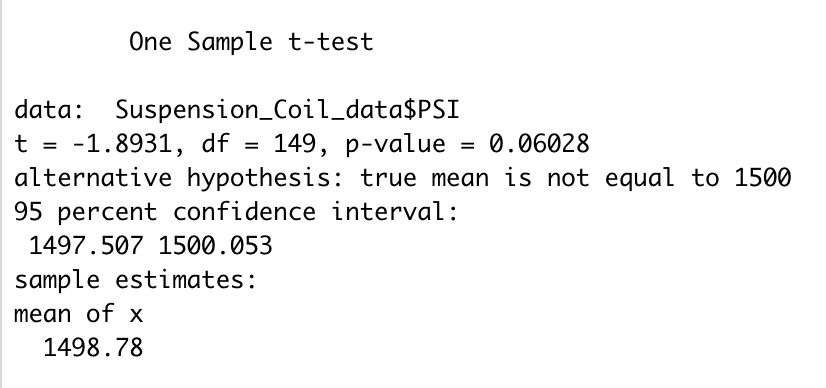 One Sample t-test
data:  Suspension_Coil_data$PSI
t = -1.8931, df = 149, p-value = 0.06028
alternative hypothesis: true mean is not equal to 1500
95 percent confidence interval:
 1497.507 1500.053
sample estimates:
mean of x
  1498.78